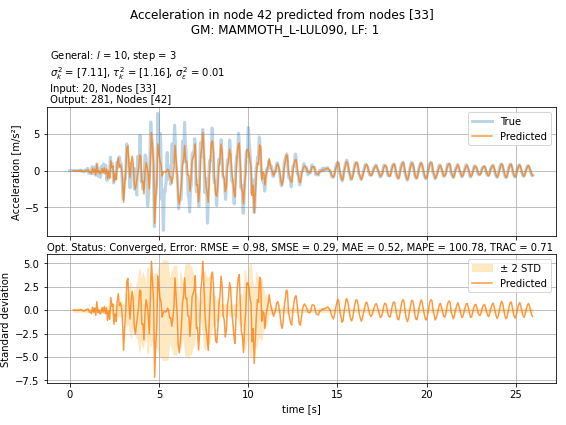 Acceleration in node 42 predicted from nodes [33]
GM: MAMMOTH_L-LUL090, LF: 1
General: l = 10, step = 3
σ²ₖ = [7.11], τ²ₖ = [1.16], σ²ε = 0.01
Input: 20, Nodes [33]
Output: 281, Nodes [42]
True
Predicted
5
0
−5
Acceleration [m/s²]
Opt. Status: Converged, Error: RMSE = 0.98, SMSE = 0.29, MAE = 0.52, MAPE = 100.78, TRAC = 0.71
± 2 STD
Predicted
5.0
2.5
0.0
−2.5
−5.0
−7.5
Standard deviation
0 5 10 15 20 25
time [s]